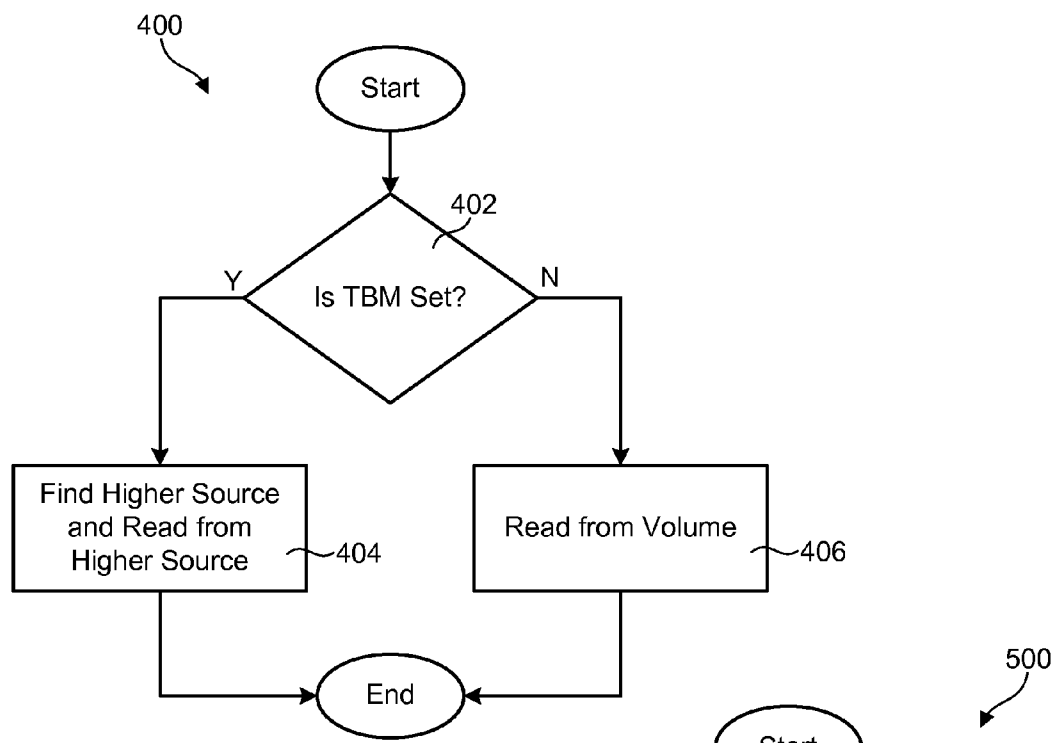 400
Start
402
Y
N
Is TBM Set?
Find Higher Source
and Read from
Higher Source
404
Read from Volume
406
End
500
Start